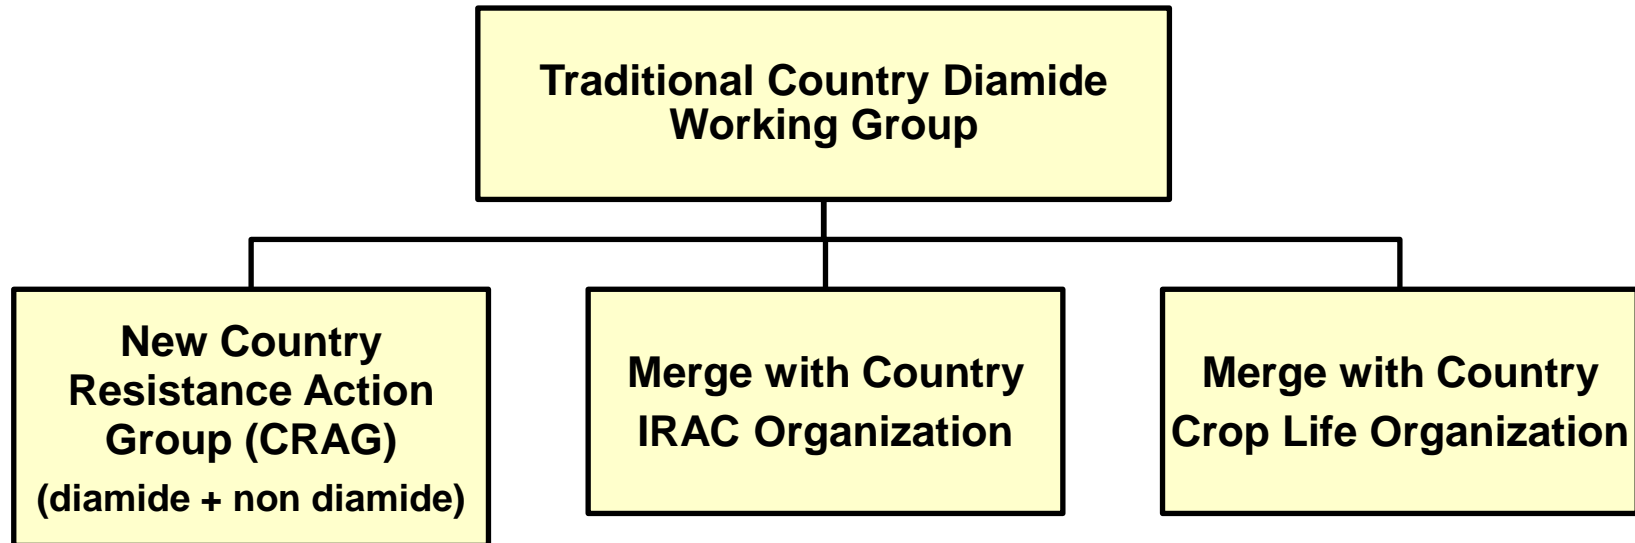 Traditional Country Diamide
Working Group
New Country
Resistance Action
Group (CRAG)
(diamide + non diamide)
Merge with Country
IRAC Organization
Merge with Country
Crop Life Organization